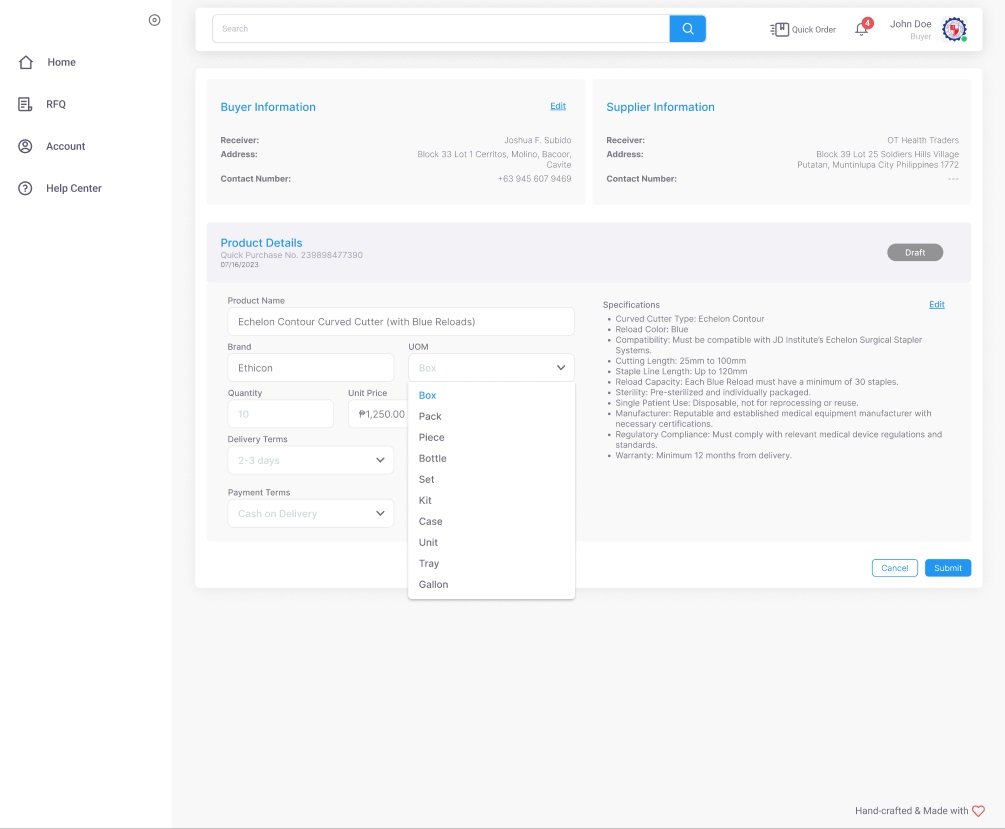 Search
Quick Order
4
John Doe
Buyer
Home
RFQ
Account
Help Center
Buyer Information
Edit
Receiver:
Joshua F. Subido
Address:
Block 33 Lot 1 Cerritos, Molino, Bacoor,
Cavite
Contact Number:
+63 945 607 9469
Supplier Information
Receiver:
OT Health Traders
Address:
Block 39 Lot 25 Soldiers Hills Village
Putatan, Muntinlupa City Philippines 1772
Contact Number:
---
Product Details
Quick Purchase No. 239898477390
07/16/2023
Draft
Product Name
Echelon Contour Curved Cutter (with Blue Reloads)
Brand
Ethicon
UOM
Box
Quantity
10
Unit Price
₱1,250.00
Delivery Terms
2-3 days
Payment Terms
Cash on Delivery
Box
Pack
Piece
Bottle
Set
Kit
Case
Unit
Tray
Gallon
Specifications
Edit
• Curved Cutter Type: Echelon Contour
• Reload Color: Blue
• Compatibility: Must be compatible with JD Institute's Echelon Surgical Stapler
Systems.
• Cutting Length: 25mm to 100mm
• Staple Line Length: Up to 120mm
• Reload Capacity: Each Blue Reload must have a minimum of 30 staples.
• Sterility: Pre-sterilized and individually packaged.
• Single Patient Use: Disposable, not for reprocessing or reuse.
• Manufacturer: Reputable and established medical equipment manufacturer with
necessary certifications.
• Regulatory Compliance: Must comply with relevant medical device regulations and
standards.
• Warranty: Minimum 12 months from delivery.
Cancel
Submit
Hand-crafted & Made with